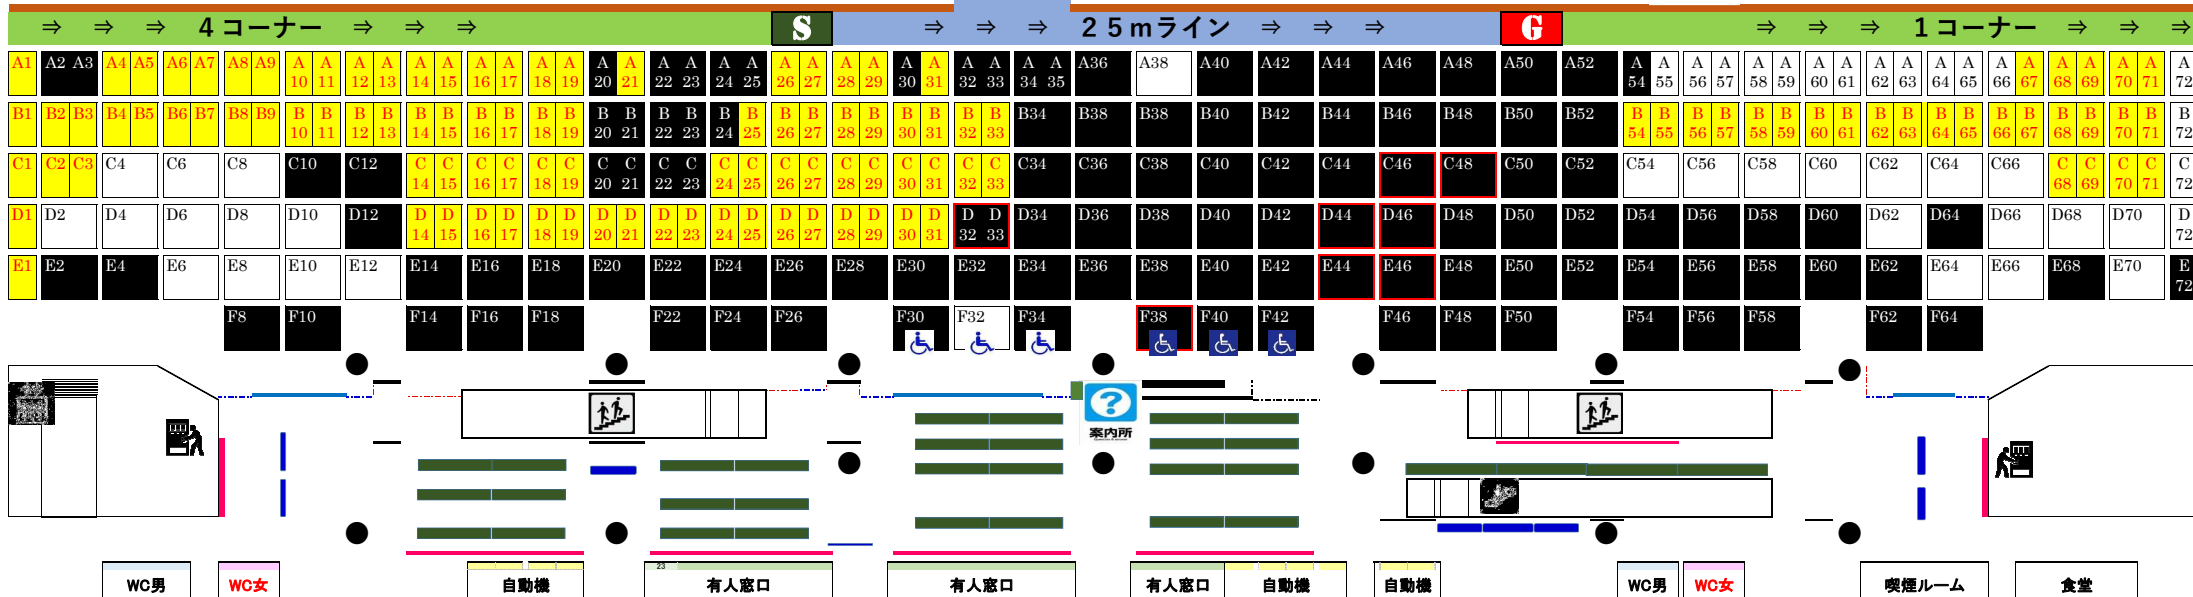 ⇒ ⇒ ⇒ 4コーナー ⇒ ⇒ ⇒ S ⇒ ⇒ ⇒ 25mライン ⇒ ⇒ ⇒ G ⇒ ⇒ ⇒ 1コーナー ⇒ ⇒ ⇒
A1 A2 A3 A4 A5 A6 A7 A8 A9 A10 A11 A12 A13 A14 A15 A16 A17 A18 A19 A20 A21 A22 A23 A24 A25 A26 A27 A28 A29 A30 A31 A32 A33 A34 A35 A36 A38 A40 A42 A44 A46 A48 A50 A52 A54 A55 A56 A57 A58 A59 A60 A61 A62 A63 A64 A65 A66 A67 A68 A69 A70 A71 A72
B1 B2 B3 B4 B5 B6 B7 B8 B9 B10 B11 B12 B13 B14 B15 B16 B17 B18 B19 B20 B21 B22 B23 B24 B25 B26 B27 B28 B29 B30 B31 B32 B33 B34 B38 B38 B40 B42 B44 B46 B48 B50 B52 B54 B55 B56 B57 B58 B59 B60 B61 B62 B63 B64 B65 B66 B67 B68 B69 B70 B71 B72
C1 C2 C3 C4 C6 C8 C10 C12 C14 C15 C16 C17 C18 C19 C20 C21 C22 C23 C24 C25 C26 C27 C28 C29 C30 C31 C32 C33 C34 C36 C38 C40 C42 C44 C46 C48 C50 C52 C54 C56 C58 C60 C62 C64 C66 C68 C69 C70 C71 C72
D1 D2 D4 D6 D8 D10 D12 D14 D15 D16 D17 D18 D19 D20 D21 D22 D23 D24 D25 D26 D27 D28 D29 D30 D31 D32 D33 D34 D36 D38 D40 D42 D44 D46 D48 D50 D52 D54 D56 D58 D60 D62 D64 D66 D68 D70 D72
E1 E2 E4 E6 E8 E10 E12 E14 E16 E18 E20 E22 E24 E26 E28 E30 E32 E34 E36 E38 E40 E42 E44 E46 E48 E50 E52 E54 E56 E58 E60 E62 E64 E66 E68 E70 E72
F8 F10 F14 F16 F18 F22 F24 F26 F30 F32 F34 F38 F40 F42 F46 F48 F50 F54 F56 F58 F62 F64
?
案内所
23
WC男 WC女 自動機 有人窓口 有人窓口 有人窓口 自動機 自動機 WC男 WC女 喫煙ルーム 食堂